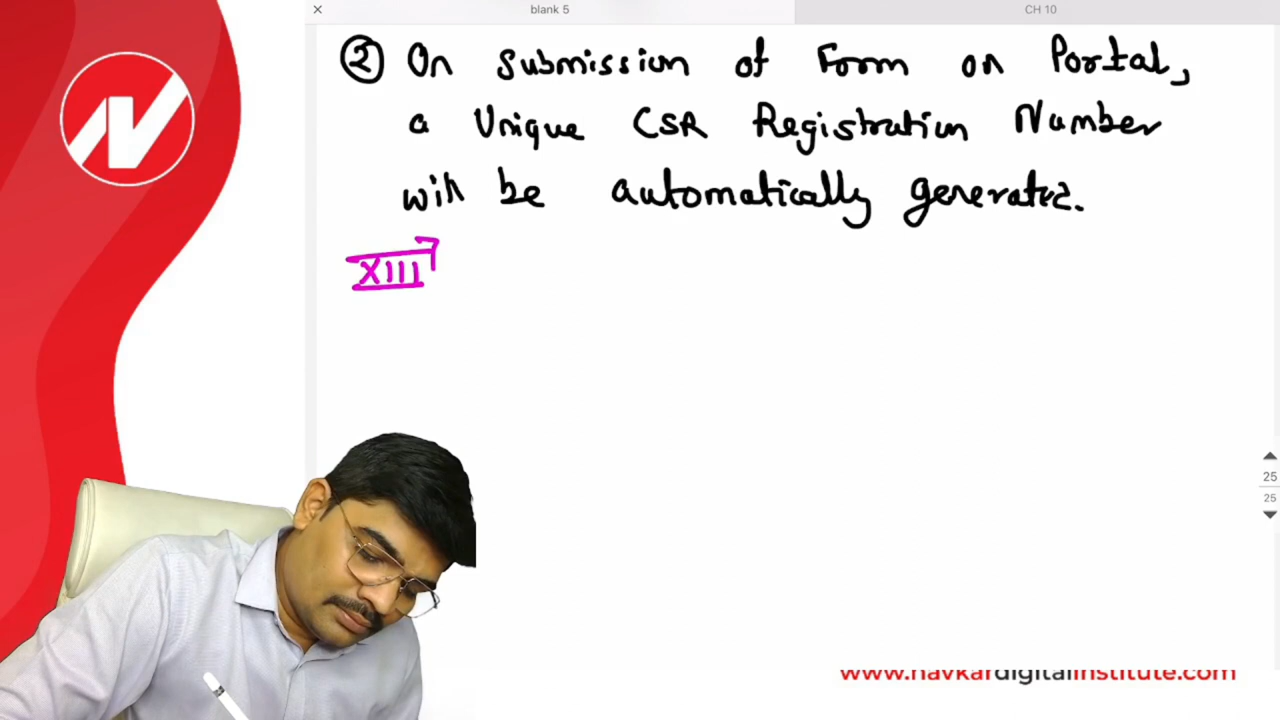 blank 5
CH 10
② On Submission of Form on Portal,
a Unique CSR Registration Number
will be automatically generated.
XIII
25
25
www.navkardigitalinstitute.com